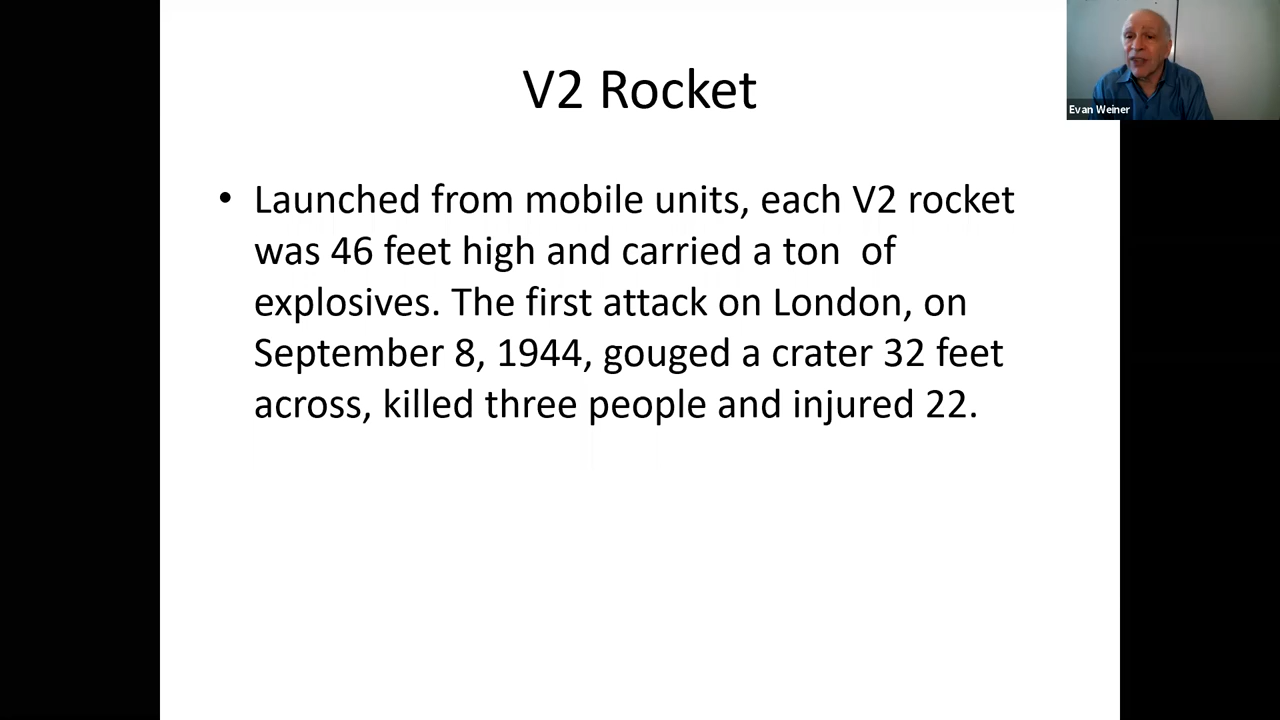 V2 Rocket
Evan Weiner
• Launched from mobile units, each V2 rocket
was 46 feet high and carried a ton  of
explosives. The first attack on London, on
September 8, 1944, gouged a crater 32 feet
across, killed three people and injured 22.